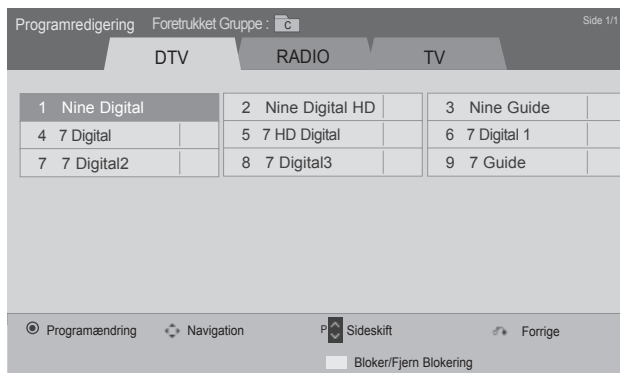 Programredigering Foretrukket Gruppe : C Side 1/1
DTV RADIO TV
1 Nine Digital 2 Nine Digital HD 3 Nine Guide
4 7 Digital 5 7 HD Digital 6 7 Digital 1
7 7 Digital2 8 7 Digital3 9 7 Guide
Programændring Navigation P Sideskift Forrige
Bloker/Fjern Blokering